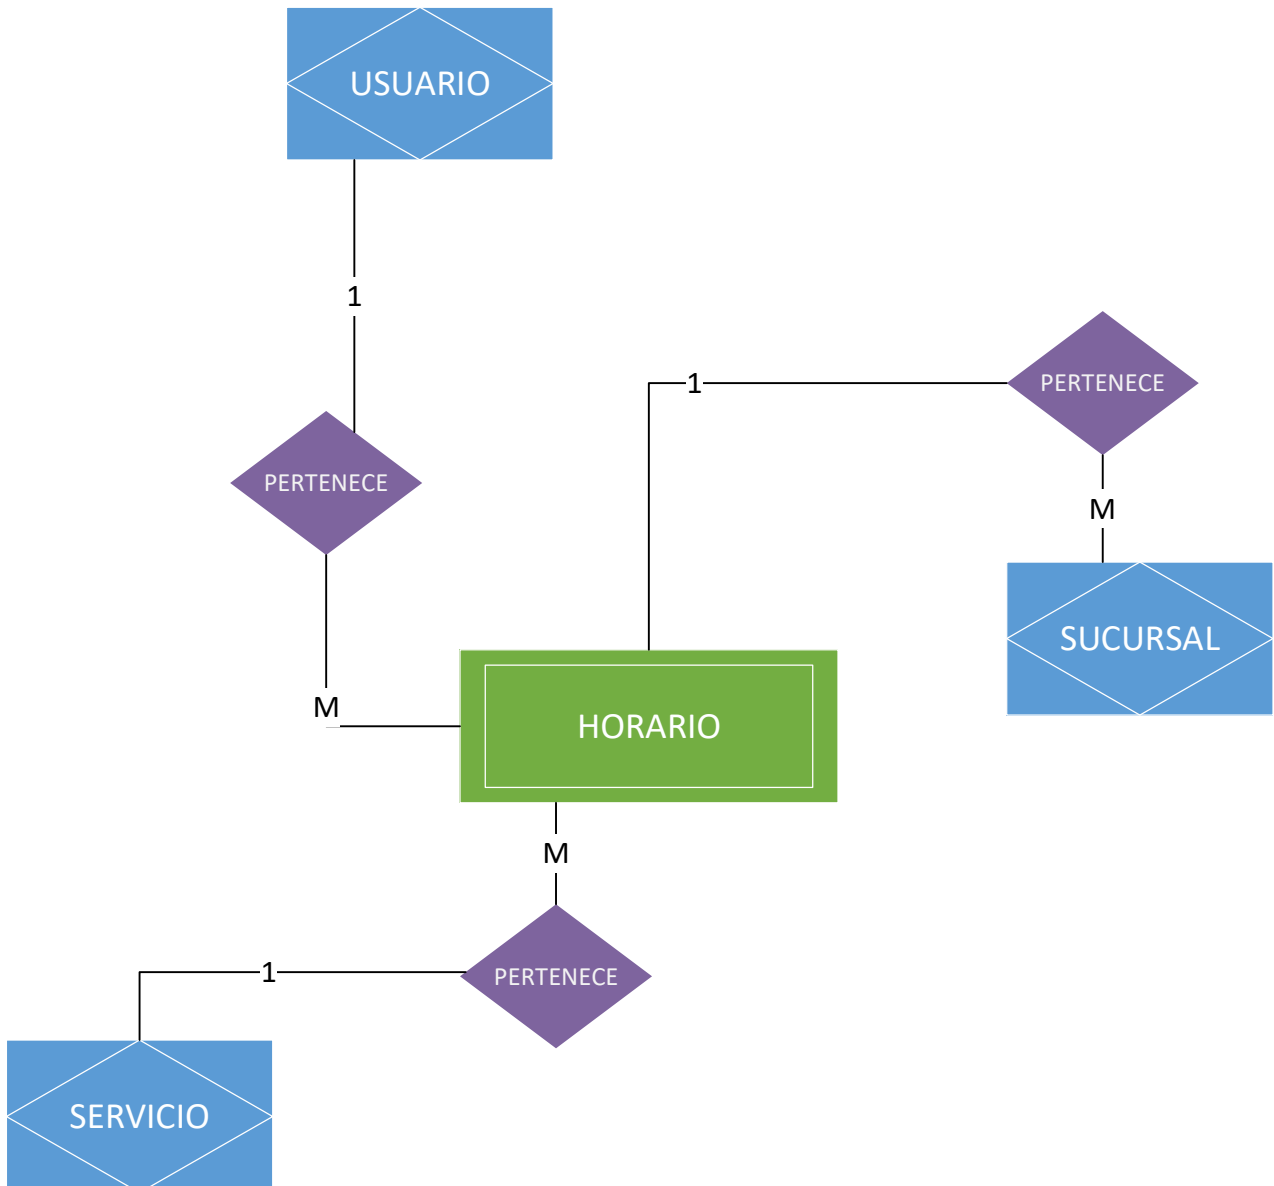 USUARIO
1
PERTENECE
M
1
PERTENECE
M
SUCURSAL
HORARIO
M
PERTENECE
1
SERVICIO